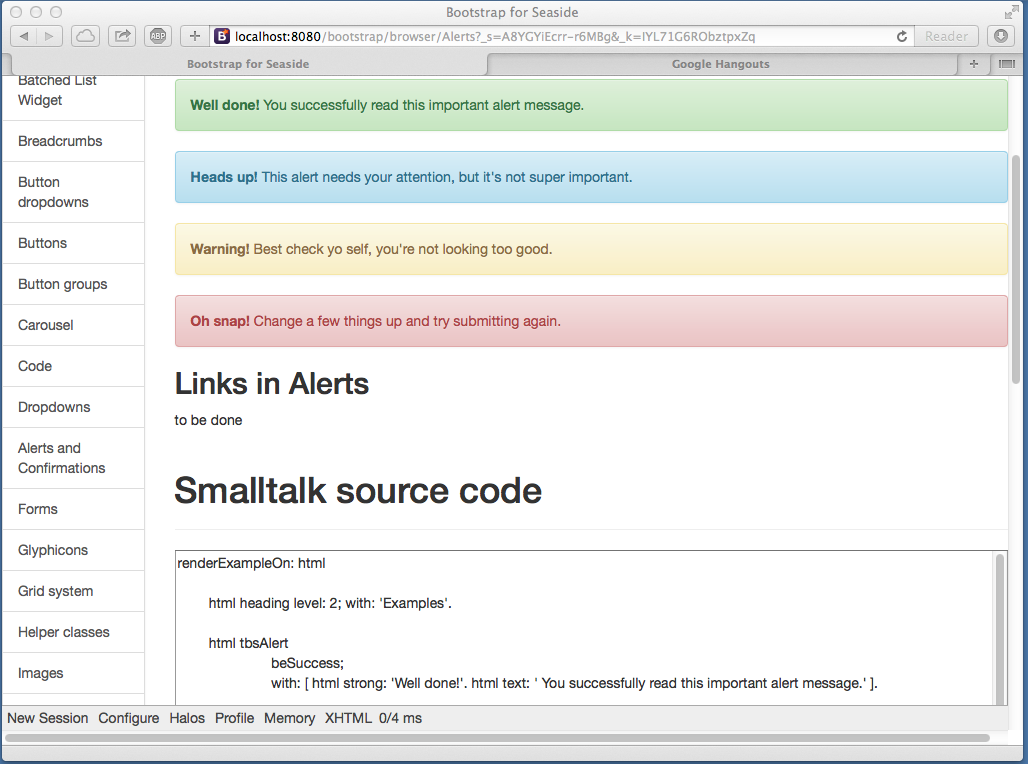 Bootstrap for Seaside
ABP
localhost:8080/bootstrap/browser/Alerts?_s=A8YGYiEcrr-r6MBg&_k=IYL71G6RObztpxZq
Reader
Bootstrap for Seaside
Google Hangouts
Batched List
Widget
Breadcrumbs
Button
dropdowns
Buttons
Button groups
Carousel
Code
Dropdowns
Alerts and
Confirmations
Forms
Glyphicons
Grid system
Helper classes
Images
Well done! You successfully read this important alert message.
Heads up! This alert needs your attention, but it's not super important.
Warning! Best check yo self, you're not looking too good.
Oh snap! Change a few things up and try submitting again.
Links in Alerts
to be done
Smalltalk source code
renderExampleOn: html
html heading level: 2; with: 'Examples'.
html tbsAlert
beSuccess;
with: [ html strong: 'Well done!'. html text: ' You successfully read this important alert message.' ].
New Session Configure Halos Profile Memory XHTML 0/4 ms